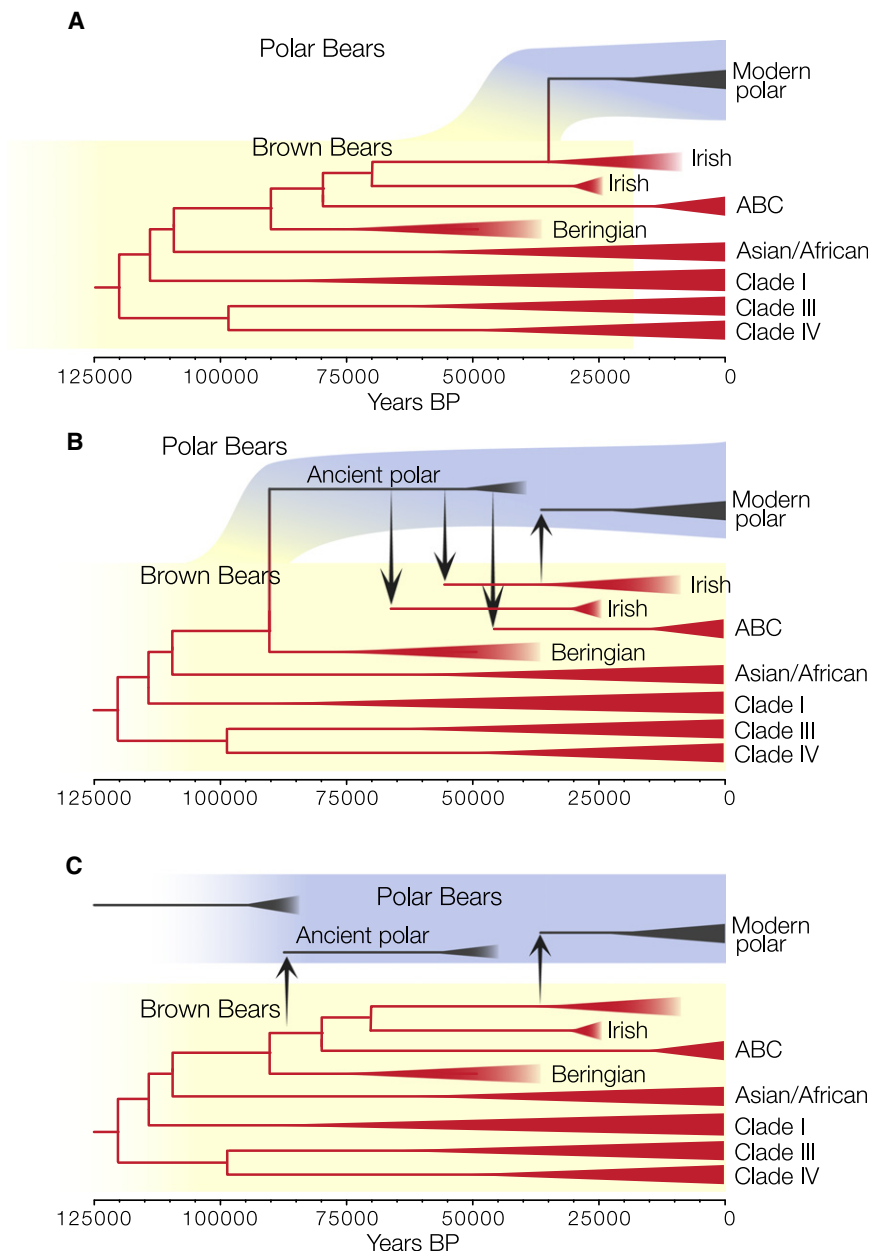 A
Polar Bears
Modern
polar
Brown Bears
Irish
Irish
ABC
Beringian
Asian/African
Clade I
Clade III
Clade IV
125000 100000 75000 50000 25000 0
Years BP
B
Polar Bears
Ancient polar
Modern
polar
Brown Bears
Irish
Irish
ABC
Beringian
Asian/African
Clade I
Clade III
Clade IV
125000 100000 75000 50000 25000 0
Years BP
C
Polar Bears
Ancient polar
Modern
polar
Brown Bears
Irish
ABC
Beringian
Asian/African
Clade I
Clade III
Clade IV
125000 100000 75000 50000 25000 0
Years BP